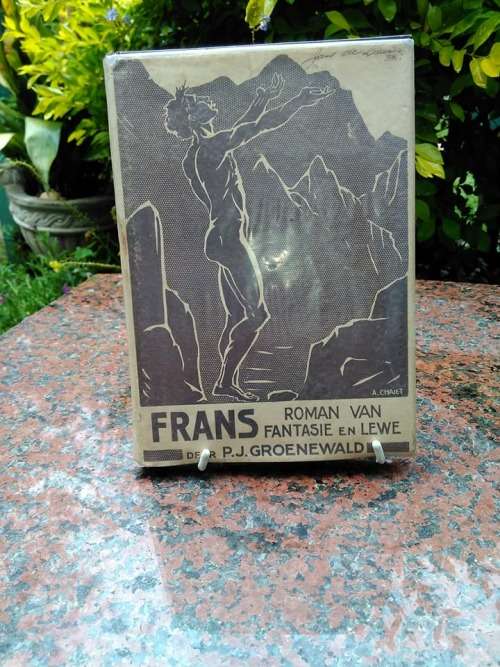 A. CHAIET
FRANS
ROMAN VAN
FANTASIE EN LEWE
DEUR P.J. GROENEWALD